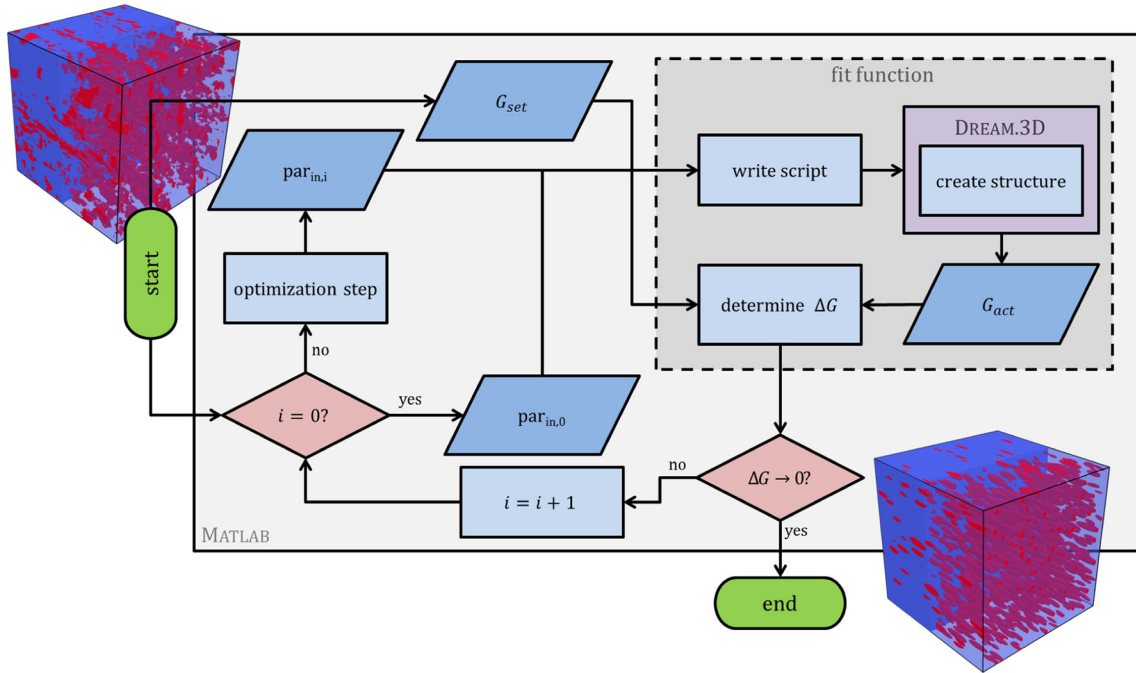 fit function
G_set
DREAM.3D
par_in,i
write script
create structure
start
optimization step
determine ΔG
G_act
no
i = 0?
yes
par_in,0
no
ΔG → 0?
i = i + 1
MATLAB
yes
end